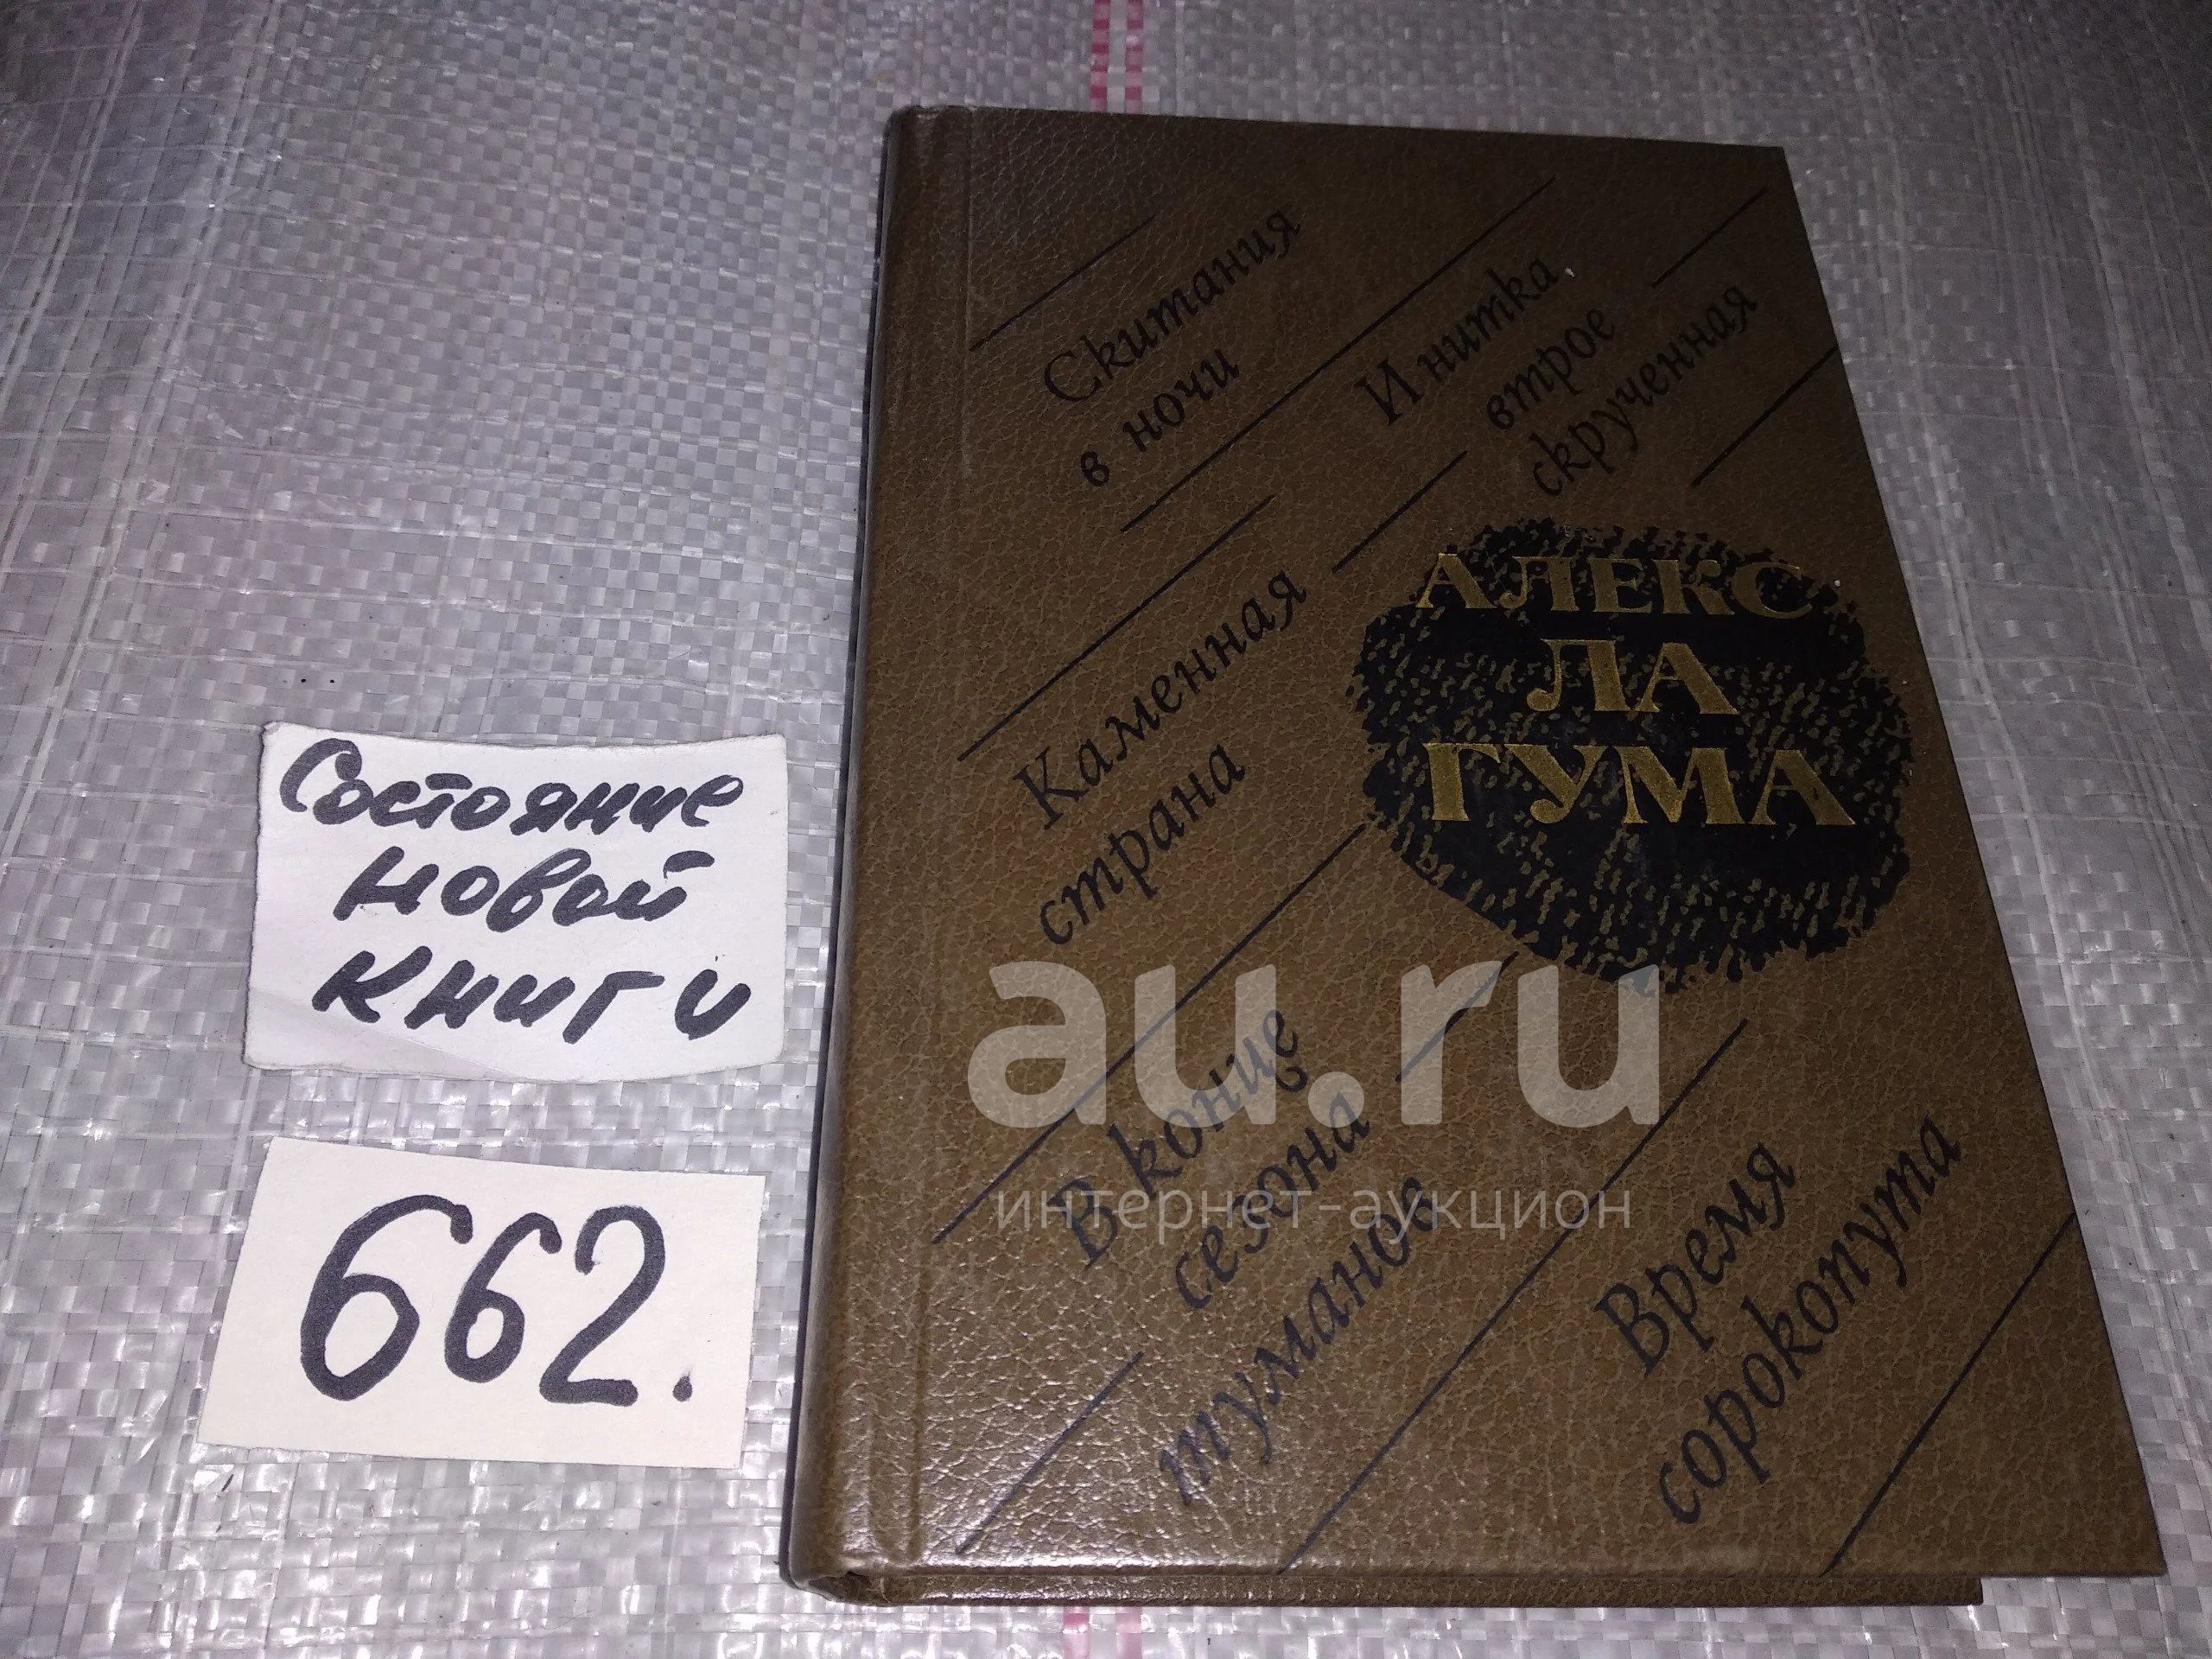 Скитания
в ночи
И нитка,
втрое
скрученная
Каменная
страна
АЛЕКС
ЛА
ГУМА
В конце
сезона
туманов
Время
сорокопута
Состояние
новой
книги
662.
au.ru
интернет-аукцион